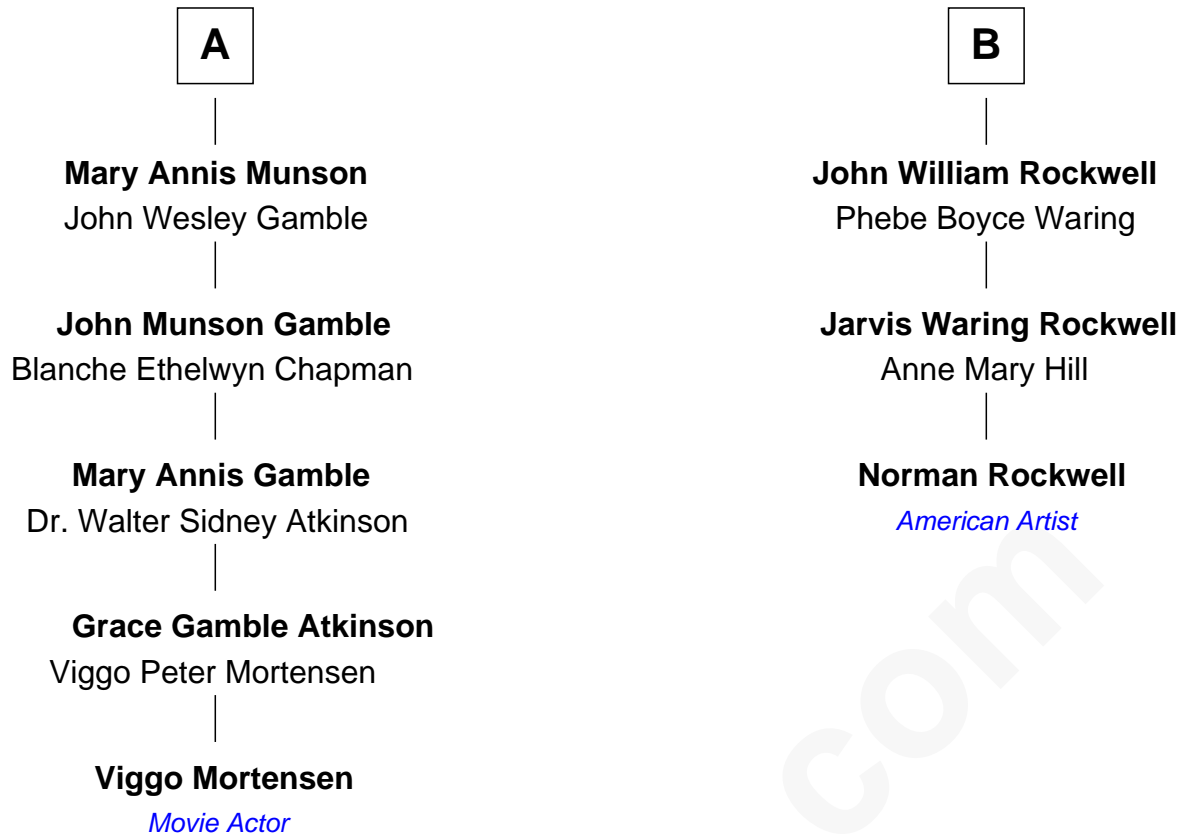 A
Mary Annis Munson
John Wesley Gamble
John Munson Gamble
Blanche Ethelwyn Chapman
Mary Annis Gamble
Dr. Walter Sidney Atkinson
Grace Gamble Atkinson
Viggo Peter Mortensen
Viggo Mortensen
Movie Actor
B
John William Rockwell
Phebe Boyce Waring
Jarvis Waring Rockwell
Anne Mary Hill
Norman Rockwell
American Artist
com